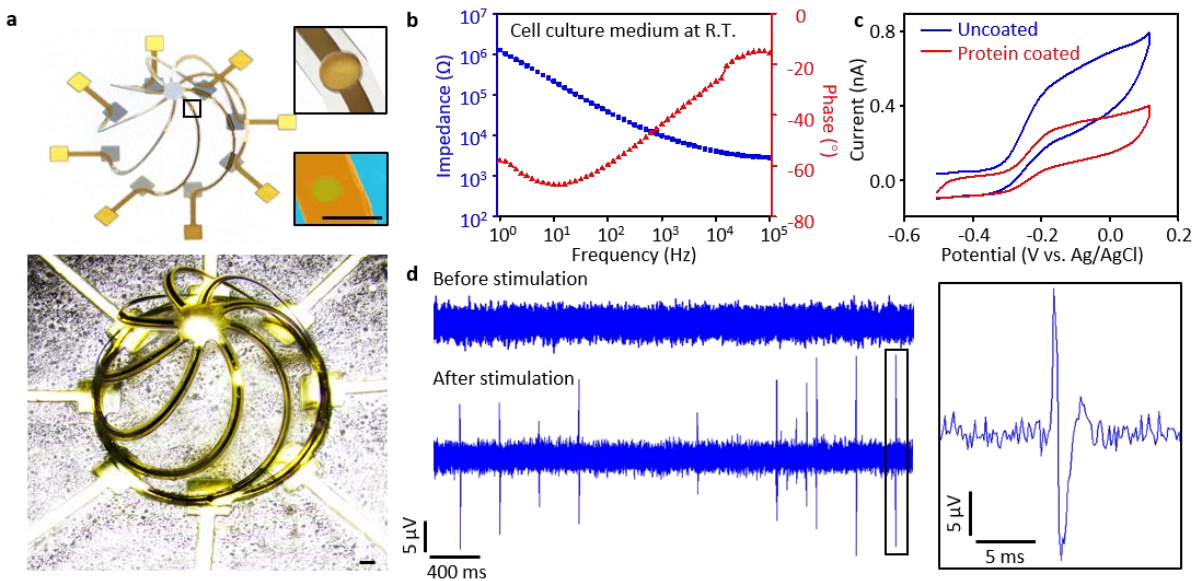 a
b
Cell culture medium at R.T.
Impedance (Ω)
10⁷
10⁶
10⁵
10⁴
10³
10²
0
-20
-40
-60
-80
Phase (°)
10⁰
10¹
10²
10³
10⁴
10⁵
Frequency (Hz)
c
Uncoated
Protein coated
Current (nA)
0.8
0.4
0.0
-0.6
-0.4
-0.2
0.0
0.2
Potential (V vs. Ag/AgCl)
d
Before stimulation
After stimulation
5 µV
400 ms
5 µV
5 ms